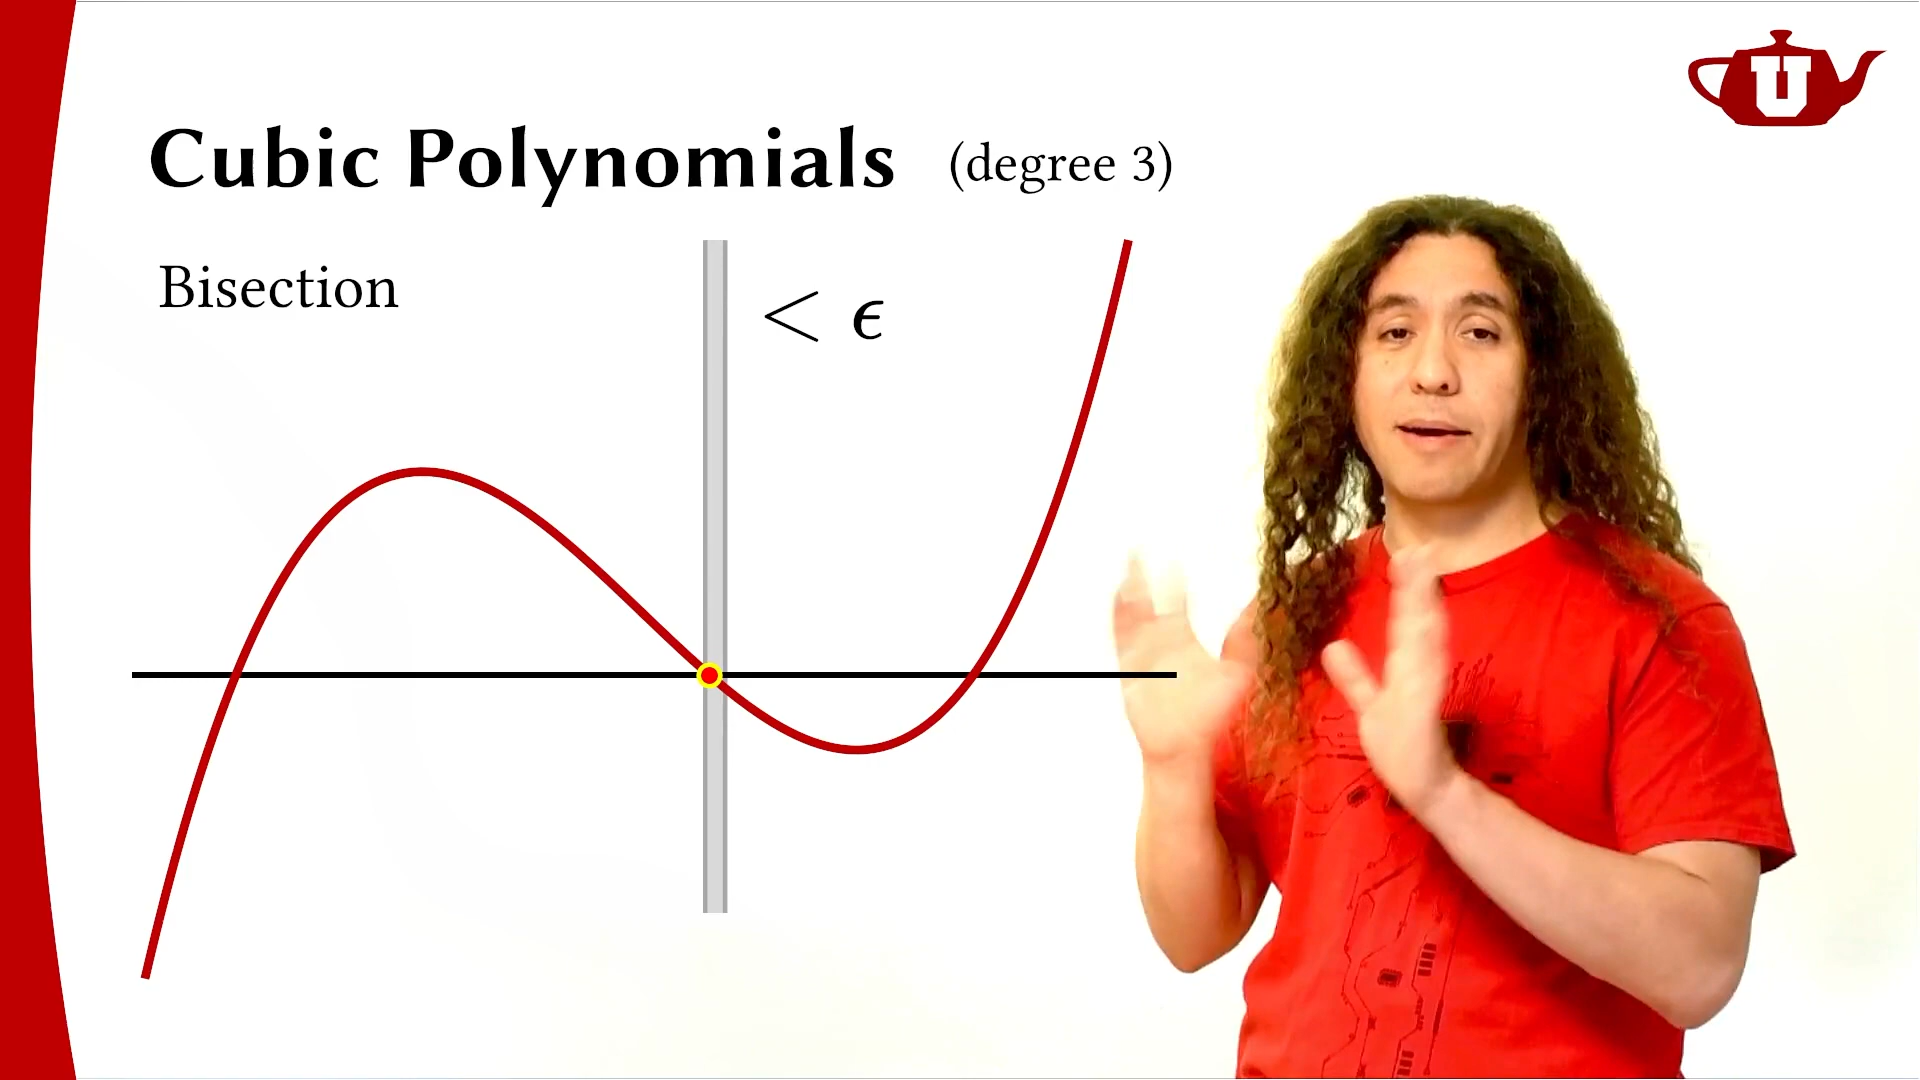 U
Cubic Polynomials (degree 3)
Bisection
< ϵ